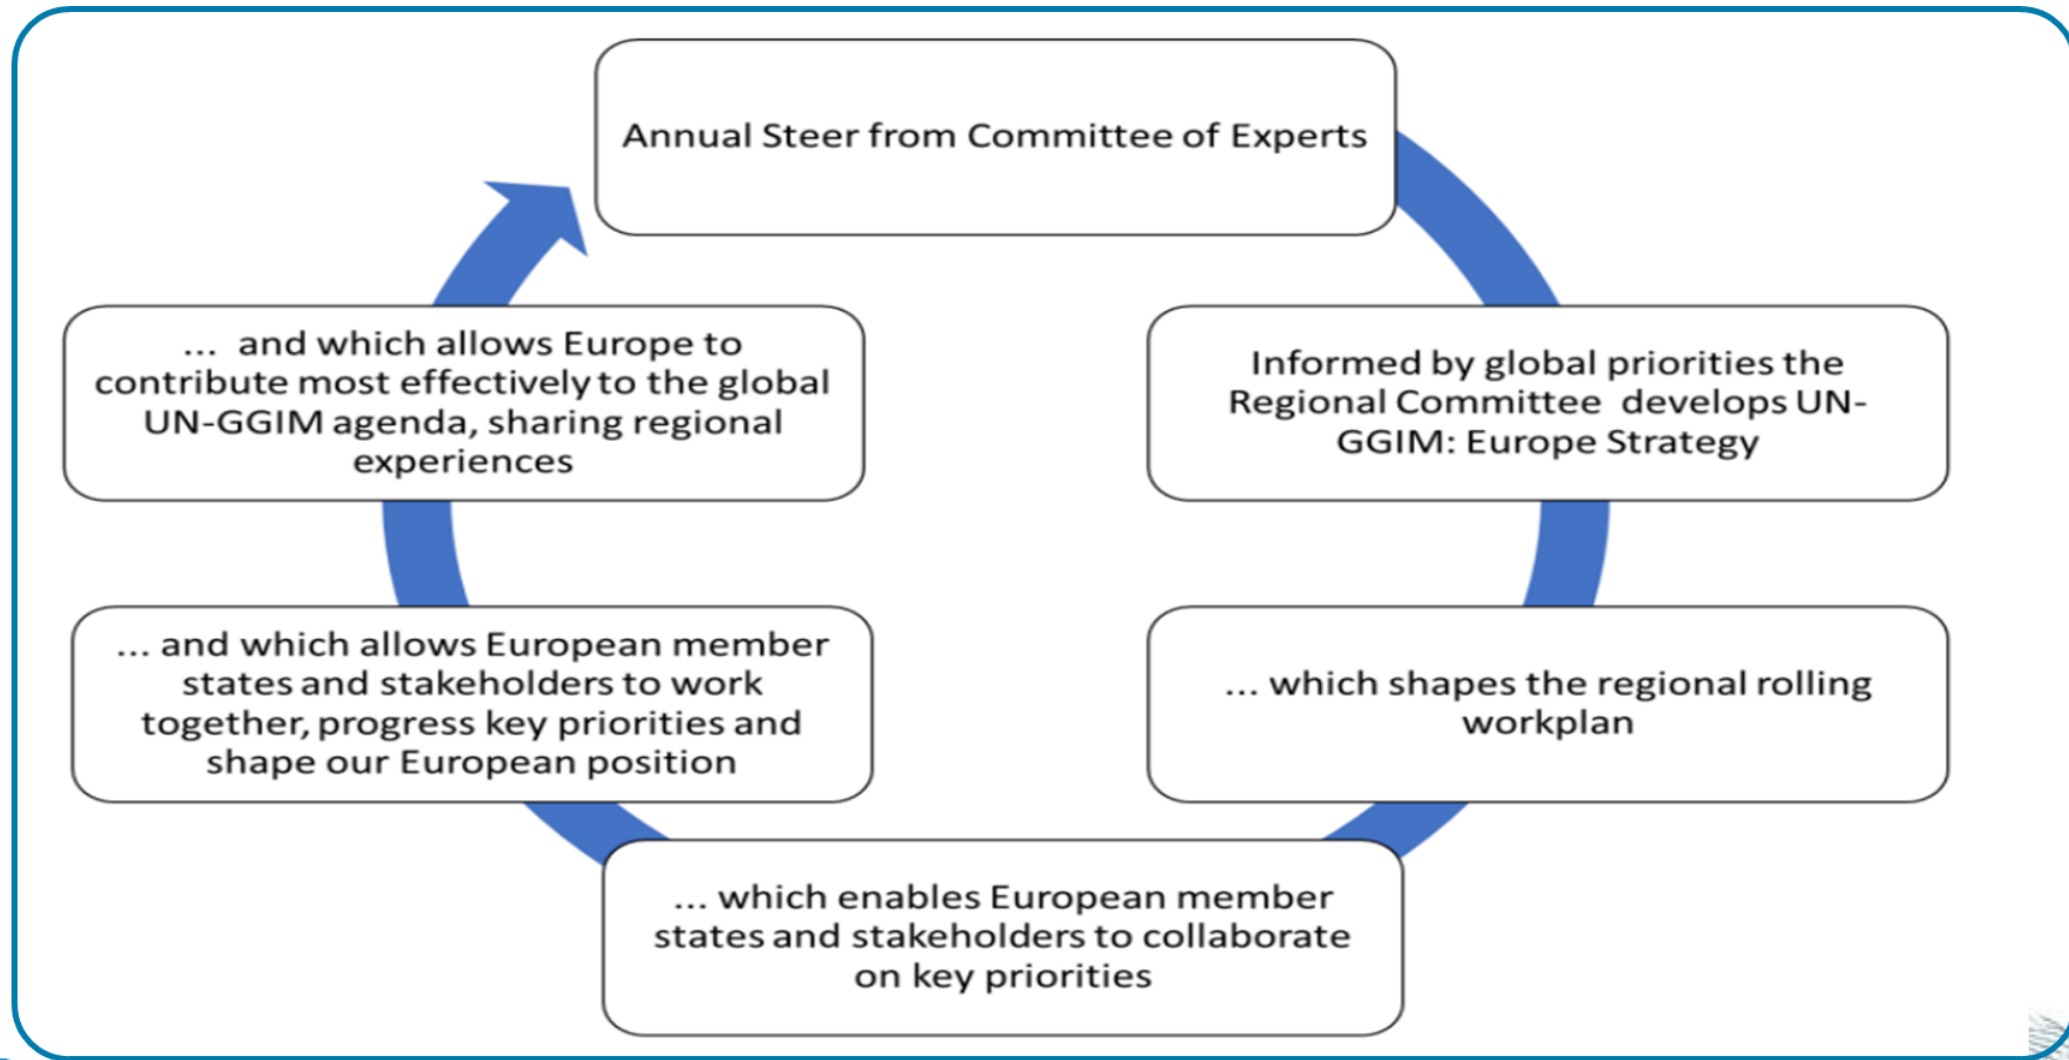 Annual Steer from Committee of Experts
Informed by global priorities the
Regional Committee develops UN-
GGIM: Europe Strategy
... which shapes the regional rolling
workplan
... which enables European member
states and stakeholders to collaborate
on key priorities
... and which allows European member
states and stakeholders to work
together, progress key priorities and
shape our European position
... and which allows Europe to
contribute most effectively to the global
UN-GGIM agenda, sharing regional
experiences